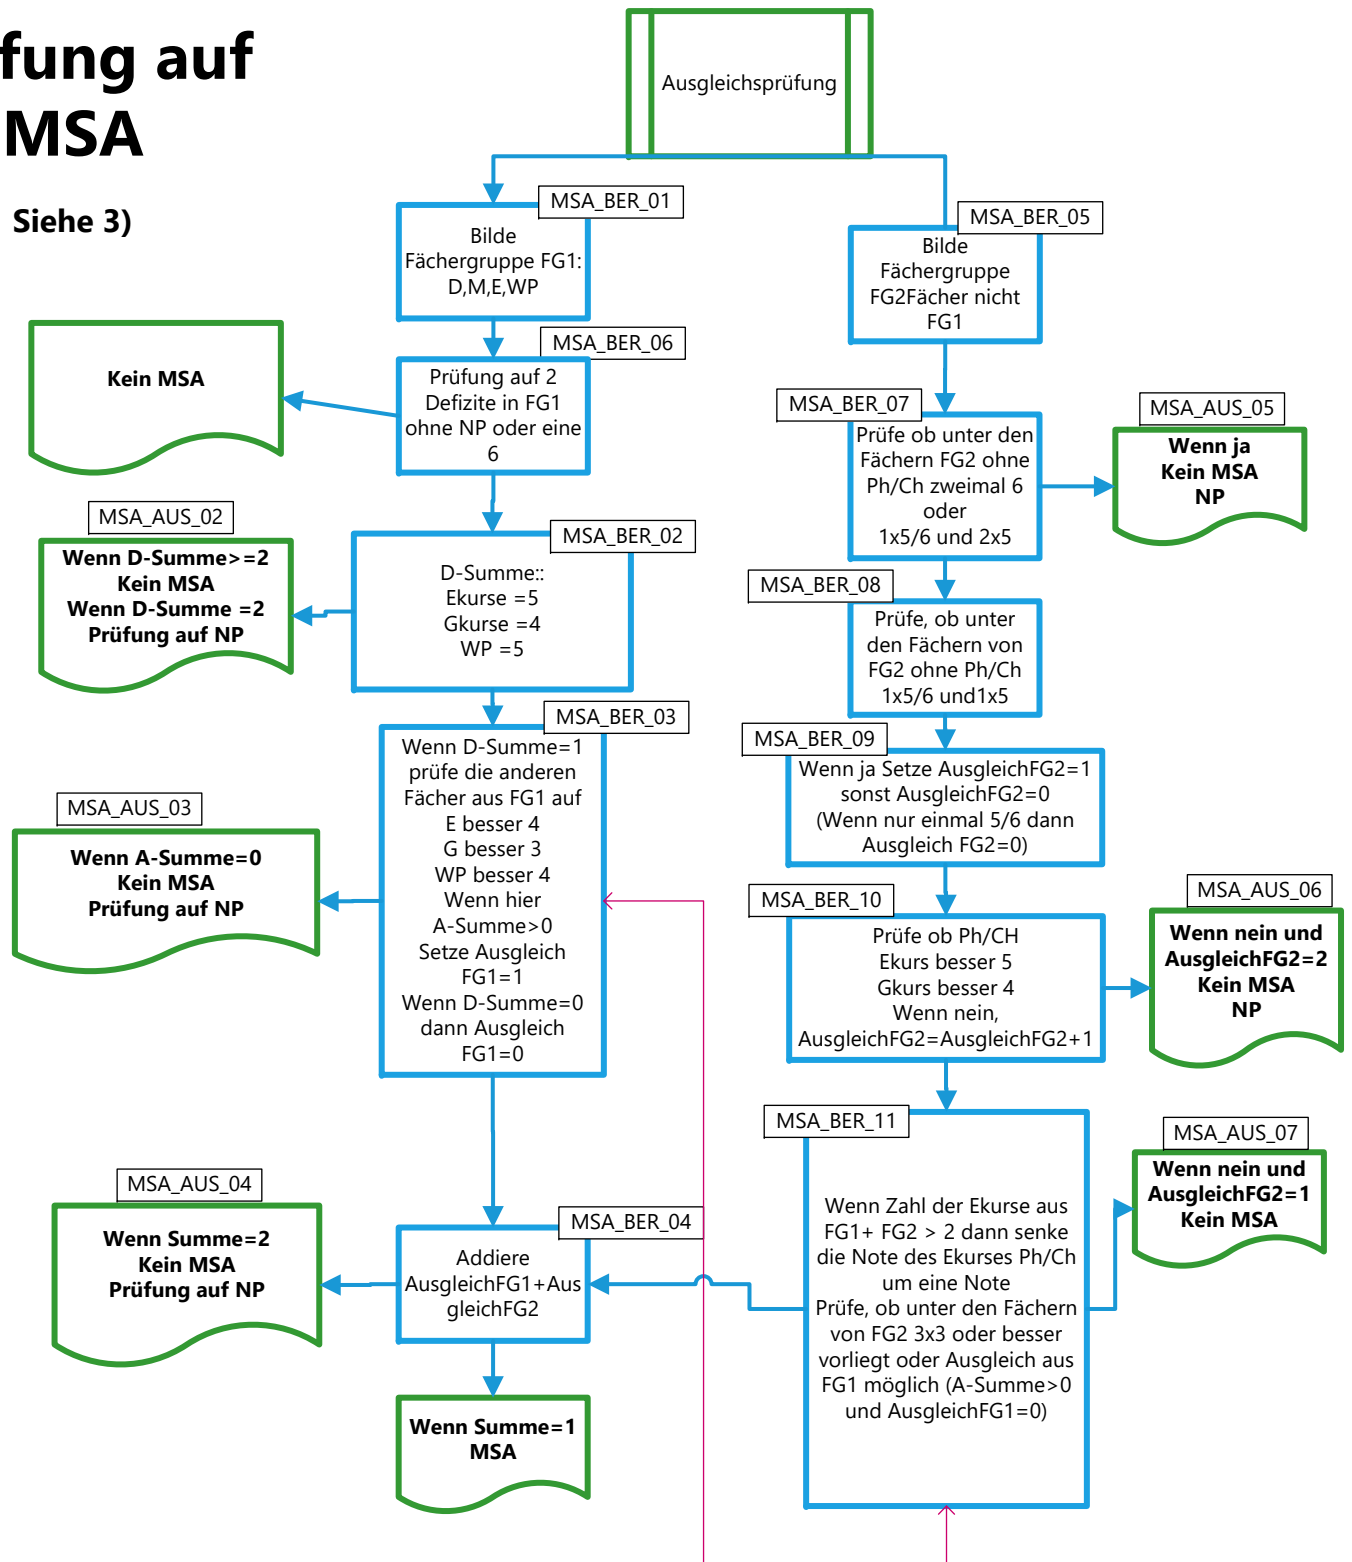 fung auf
MSA
Siehe 3)
Ausgleichsprüfung
MSA_BER_01
Bilde
Fächergruppe FG1:
D,M,E,WP
MSA_BER_05
Bilde
Fächergruppe
FG2Fächer nicht
FG1
Kein MSA
MSA_BER_06
Prüfung auf 2
Defizite in FG1
ohne NP oder eine
6
MSA_BER_07
Prüfe ob unter den
Fächern FG2 ohne
Ph/Ch zweimal 6
oder
1x5/6 und 2x5
MSA_AUS_05
Wenn ja
Kein MSA
NP
MSA_AUS_02
Wenn D-Summe>=2
Kein MSA
Wenn D-Summe =2
Prüfung auf NP
MSA_BER_02
D-Summe::
Ekurse =5
Gkurse =4
WP =5
MSA_BER_08
Prüfe, ob unter
den Fächern von
FG2 ohne Ph/Ch
1x5/6 und1x5
MSA_BER_03
Wenn D-Summe=1
prüfe die anderen
Fächer aus FG1 auf
E besser 4
G besser 3
WP besser 4
Wenn hier
A-Summe>0
Setze Ausgleich
FG1=1
Wenn D-Summe=0
dann Ausgleich
FG1=0
MSA_BER_09
Wenn ja Setze AusgleichFG2=1
sonst AusgleichFG2=0
(Wenn nur einmal 5/6 dann
Ausgleich FG2=0)
MSA_AUS_03
Wenn A-Summe=0
Kein MSA
Prüfung auf NP
MSA_BER_10
Prüfe ob Ph/CH
Ekurs besser 5
Gkurs besser 4
Wenn nein,
AusgleichFG2=AusgleichFG2+1
MSA_AUS_06
Wenn nein und
AusgleichFG2=2
Kein MSA
NP
MSA_BER_11
Wenn Zahl der Ekurse aus
FG1+ FG2 > 2 dann senke
die Note des Ekurses Ph/Ch
um eine Note
Prüfe, ob unter den Fächern
von FG2 3x3 oder besser
vorliegt oder Ausgleich aus
FG1 möglich (A-Summe>0
und AusgleichFG1=0)
MSA_AUS_07
Wenn nein und
AusgleichFG2=1
Kein MSA
MSA_AUS_04
Wenn Summe=2
Kein MSA
Prüfung auf NP
MSA_BER_04
Addiere
AusgleichFG1+Aus
gleichFG2
Wenn Summe=1
MSA